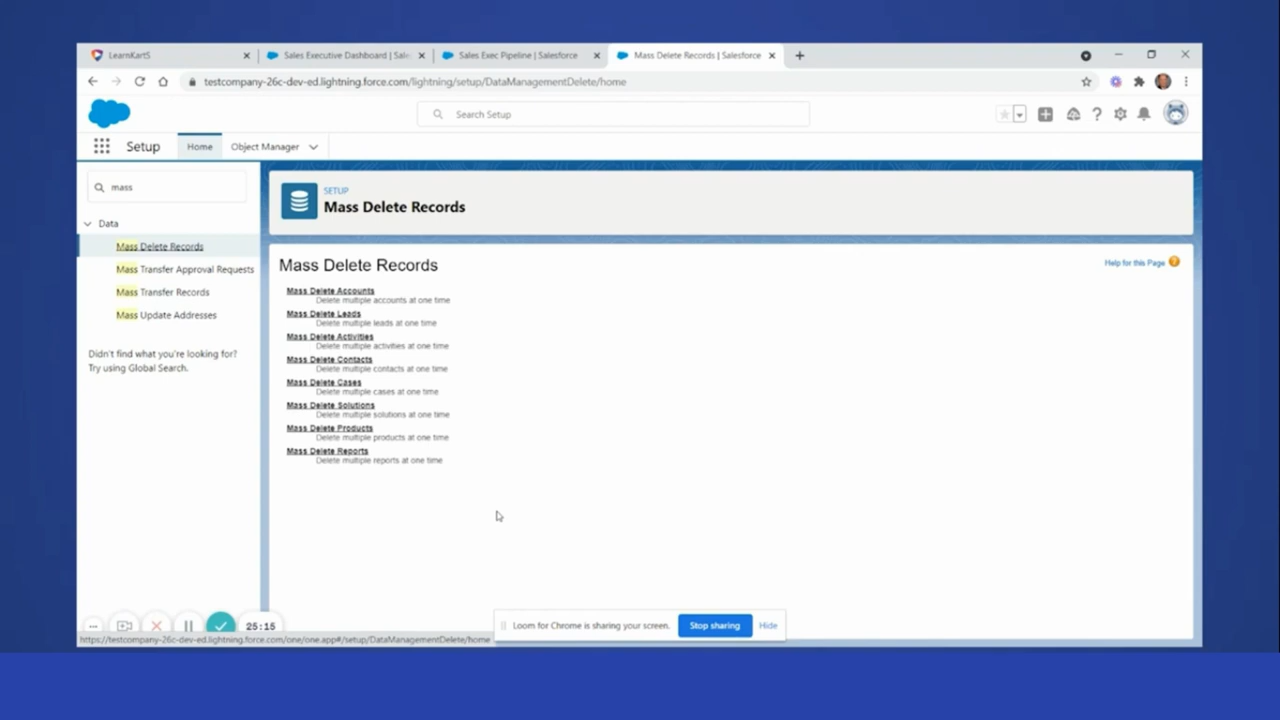 LearnKartS
Sales Executive Dashboard | Sale
Sales Exec Pipeline | Salesforce
Mass Delete Records | Salesforce
testcompany-26c-dev-ed.lightning.force.com/lightning/setup/DataManagementDelete/home
Search Setup
Setup
Home
Object Manager
mass
Data
Mass Delete Records
Mass Transfer Approval Requests
Mass Transfer Records
Mass Update Addresses
Didn't find what you're looking for?
Try using Global Search.
SETUP
Mass Delete Records
Mass Delete Records
Help for this Page
Mass Delete Accounts
Delete multiple accounts at one time
Mass Delete Leads
Delete multiple leads at one time
Mass Delete Activities
Delete multiple activities at one time
Mass Delete Contacts
Delete multiple contacts at one time
Mass Delete Cases
Delete multiple cases at one time
Mass Delete Solutions
Delete multiple solutions at one time
Mass Delete Products
Delete multiple products at one time
Mass Delete Reports
Delete multiple reports at one time
25:15
Loom for Chrome is sharing your screen.
Stop sharing
Hide
https://testcompany-26c-dev-ed.lightning.force.com/one/one.app#/setup/DataManagementDelete/home